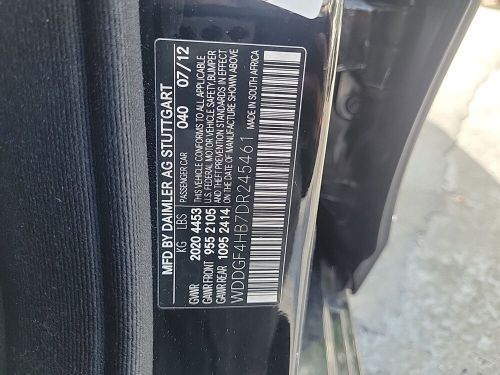 MFD BY DAIMLER AG STUTTGART
PASSENGER CAR 040 07/12
KG LBS THIS VEHICLE CONFORMS TO ALL APPLICABLE
GVWR 2020 4453 U.S. FEDERAL MOTOR VEHICLE SAFETY, BUMPER
GAWR FRONT 955 2105 AND THEFT PREVENTION STANDARDS IN EFFECT
GAWR REAR 1095 2414 ON THE DATE OF MANUFACTURE SHOWN ABOVE
WDDGF4HB7DR245461
MADE IN SOUTH AFRICA